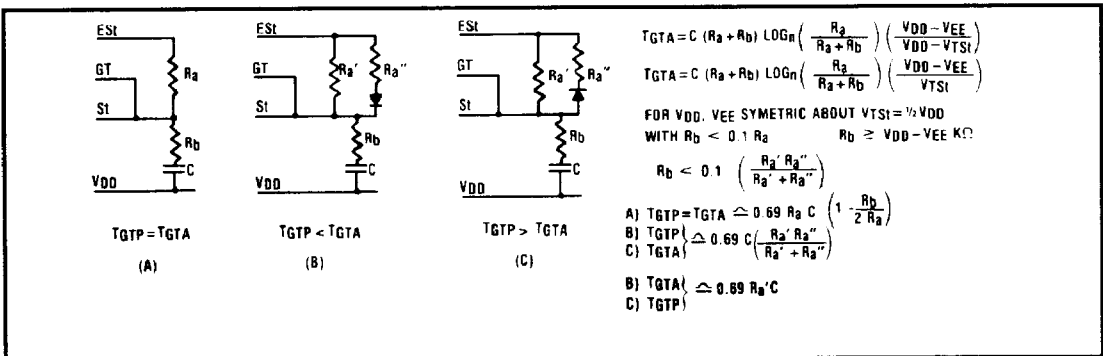 ESt
GT
St
Ra
Rb
C
VDD
TGTP = TGTA
(A)
ESt
GT
St
Ra' Ra''
Rb
C
VDD
TGTP < TGTA
(B)
ESt
GT
St
Ra' Ra''
Rb
C
VDD
TGTP > TGTA
(C)
TGTA = C (Ra + Rb) LOGn ( Ra / Ra + Rb ) ( VDD – VEE / VDD – VTSt )
TGTA = C (Ra + Rb) LOGn ( Ra / Ra + Rb ) ( VDD – VEE / VTSt )
FOR VDD. VEE SYMETRIC ABOUT VTSt = ½ VDD
WITH Rb < 0.1 Ra Rb ≥ VDD – VEE KΩ
Rb < 0.1 ( Ra' Ra'' / Ra' + Ra'' )
A) TGTP = TGTA ≏ 0.69 Ra C ( 1 - Rb / 2 Ra )
B) TGTP
C) TGTA } ≏ 0.69 C ( Ra' Ra'' / Ra' + Ra'' )
B) TGTA
C) TGTP } ≏ 0.69 Ra'C